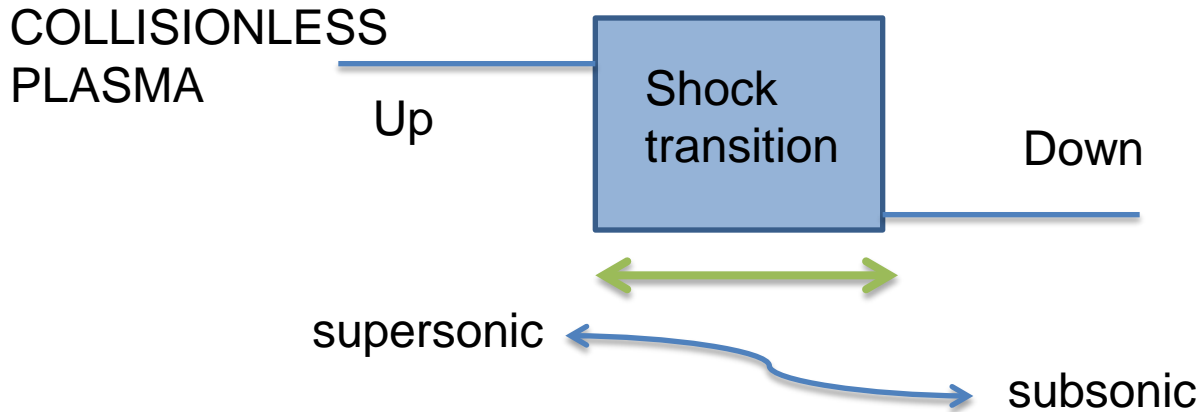 COLLISIONLESS
PLASMA
Up
Shock
transition
Down
supersonic
subsonic